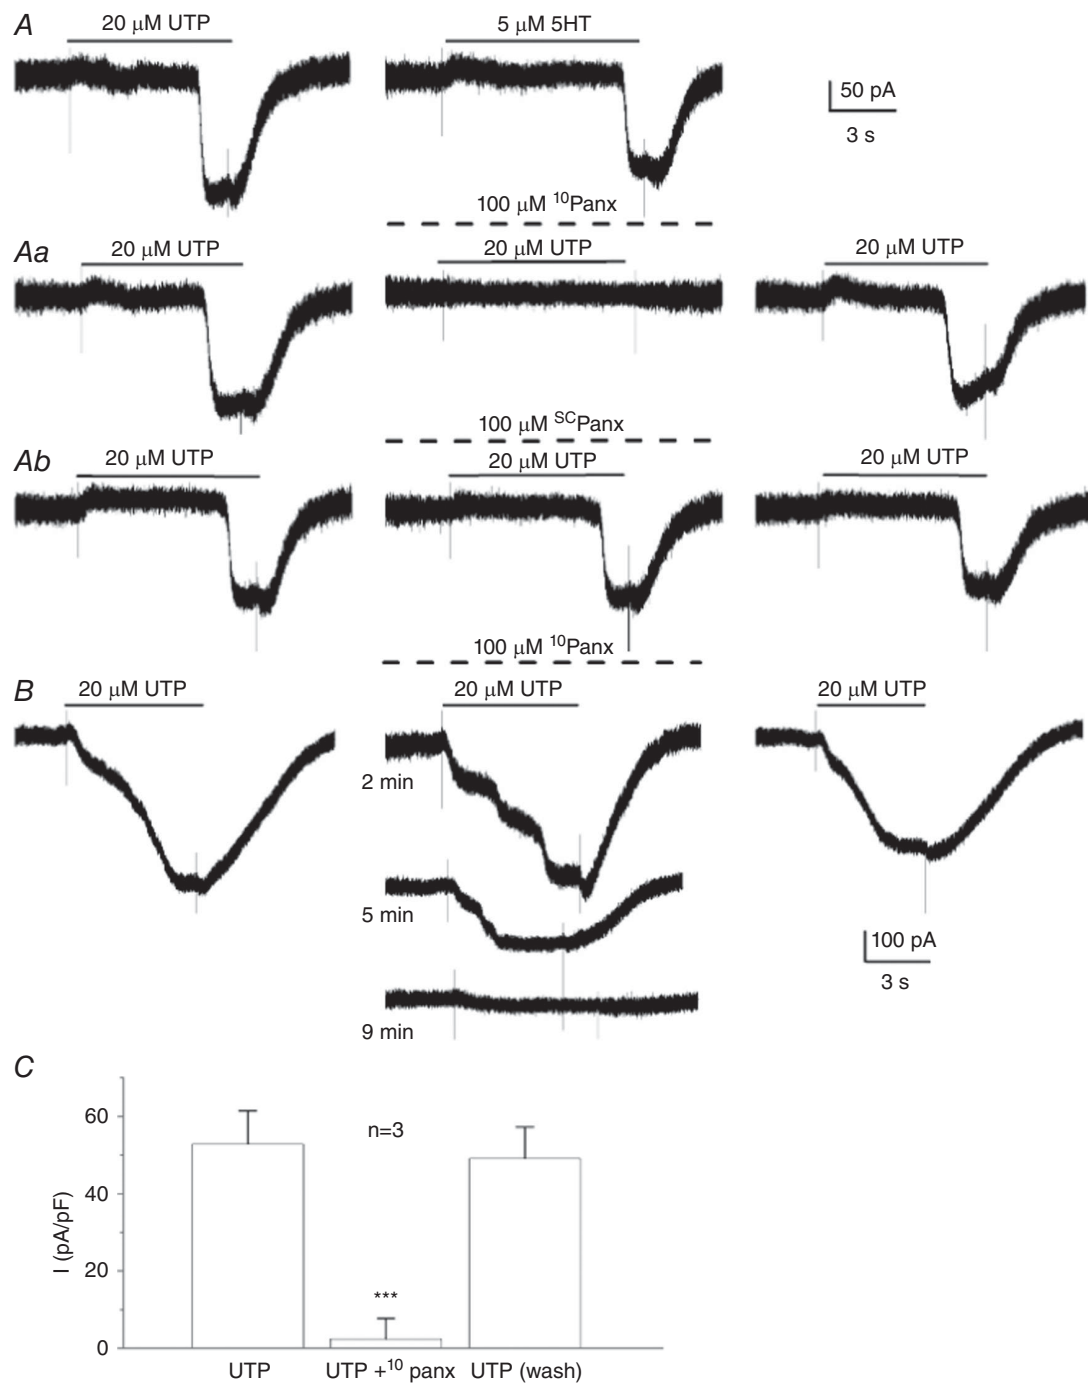 A
20 μM UTP
5 μM 5HT
50 pA
3 s
100 μM ¹⁰Panx
Aa
20 μM UTP
20 μM UTP
20 μM UTP
100 μM ˢᶜPanx
Ab
20 μM UTP
20 μM UTP
20 μM UTP
100 μM ¹⁰Panx
B
20 μM UTP
20 μM UTP
20 μM UTP
2 min
5 min
100 pA
3 s
9 min
C
60
n=3
40
I (pA/pF)
20
***
0
UTP
UTP +¹⁰ panx
UTP (wash)